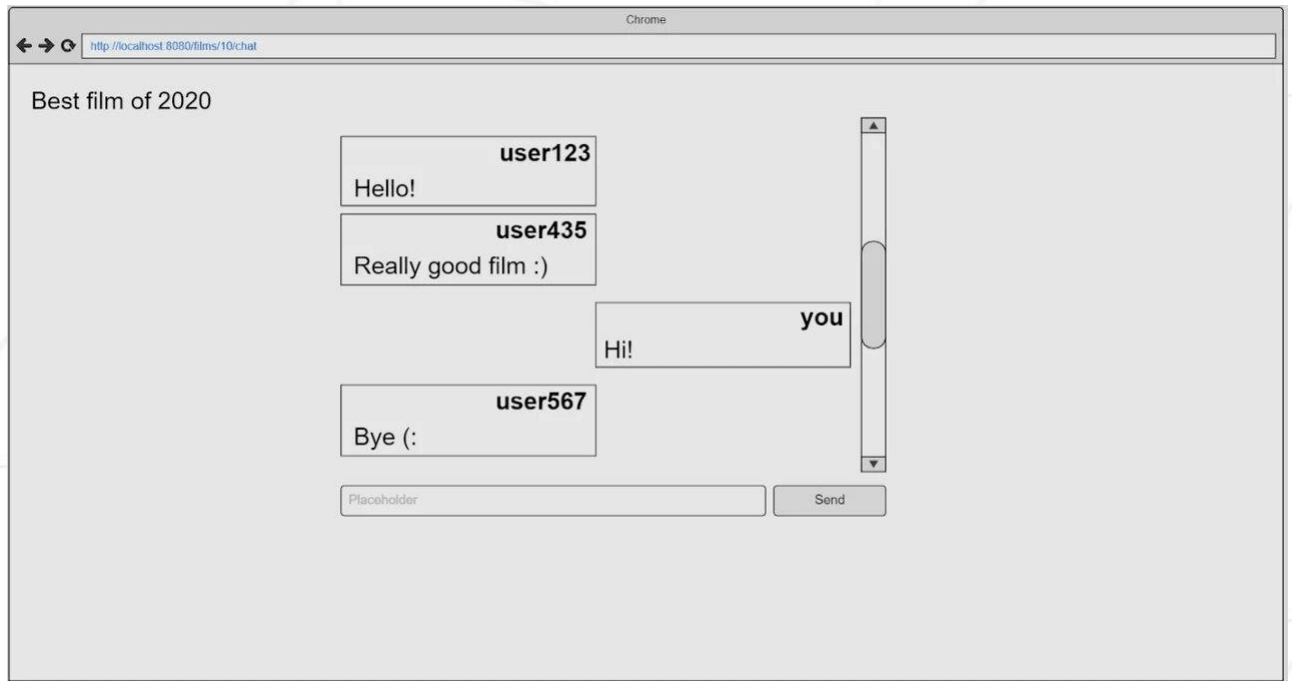 Chrome
http //localhost:8080/films/10/chat
Best film of 2020
user123
Hello!
user435
Really good film :)
you
Hi!
user567
Bye (:
Placeholder
Send